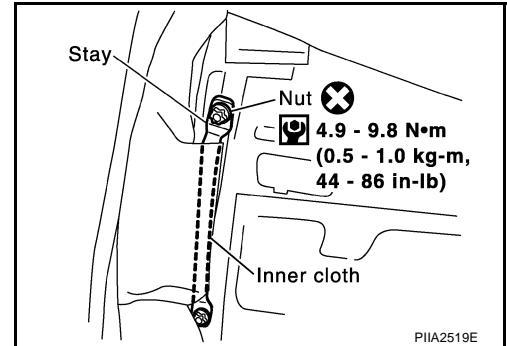 Stay
Nut
4.9 - 9.8 N•m
(0.5 - 1.0 kg-m,
44 - 86 in-lb)
Inner cloth
PIIA2519E